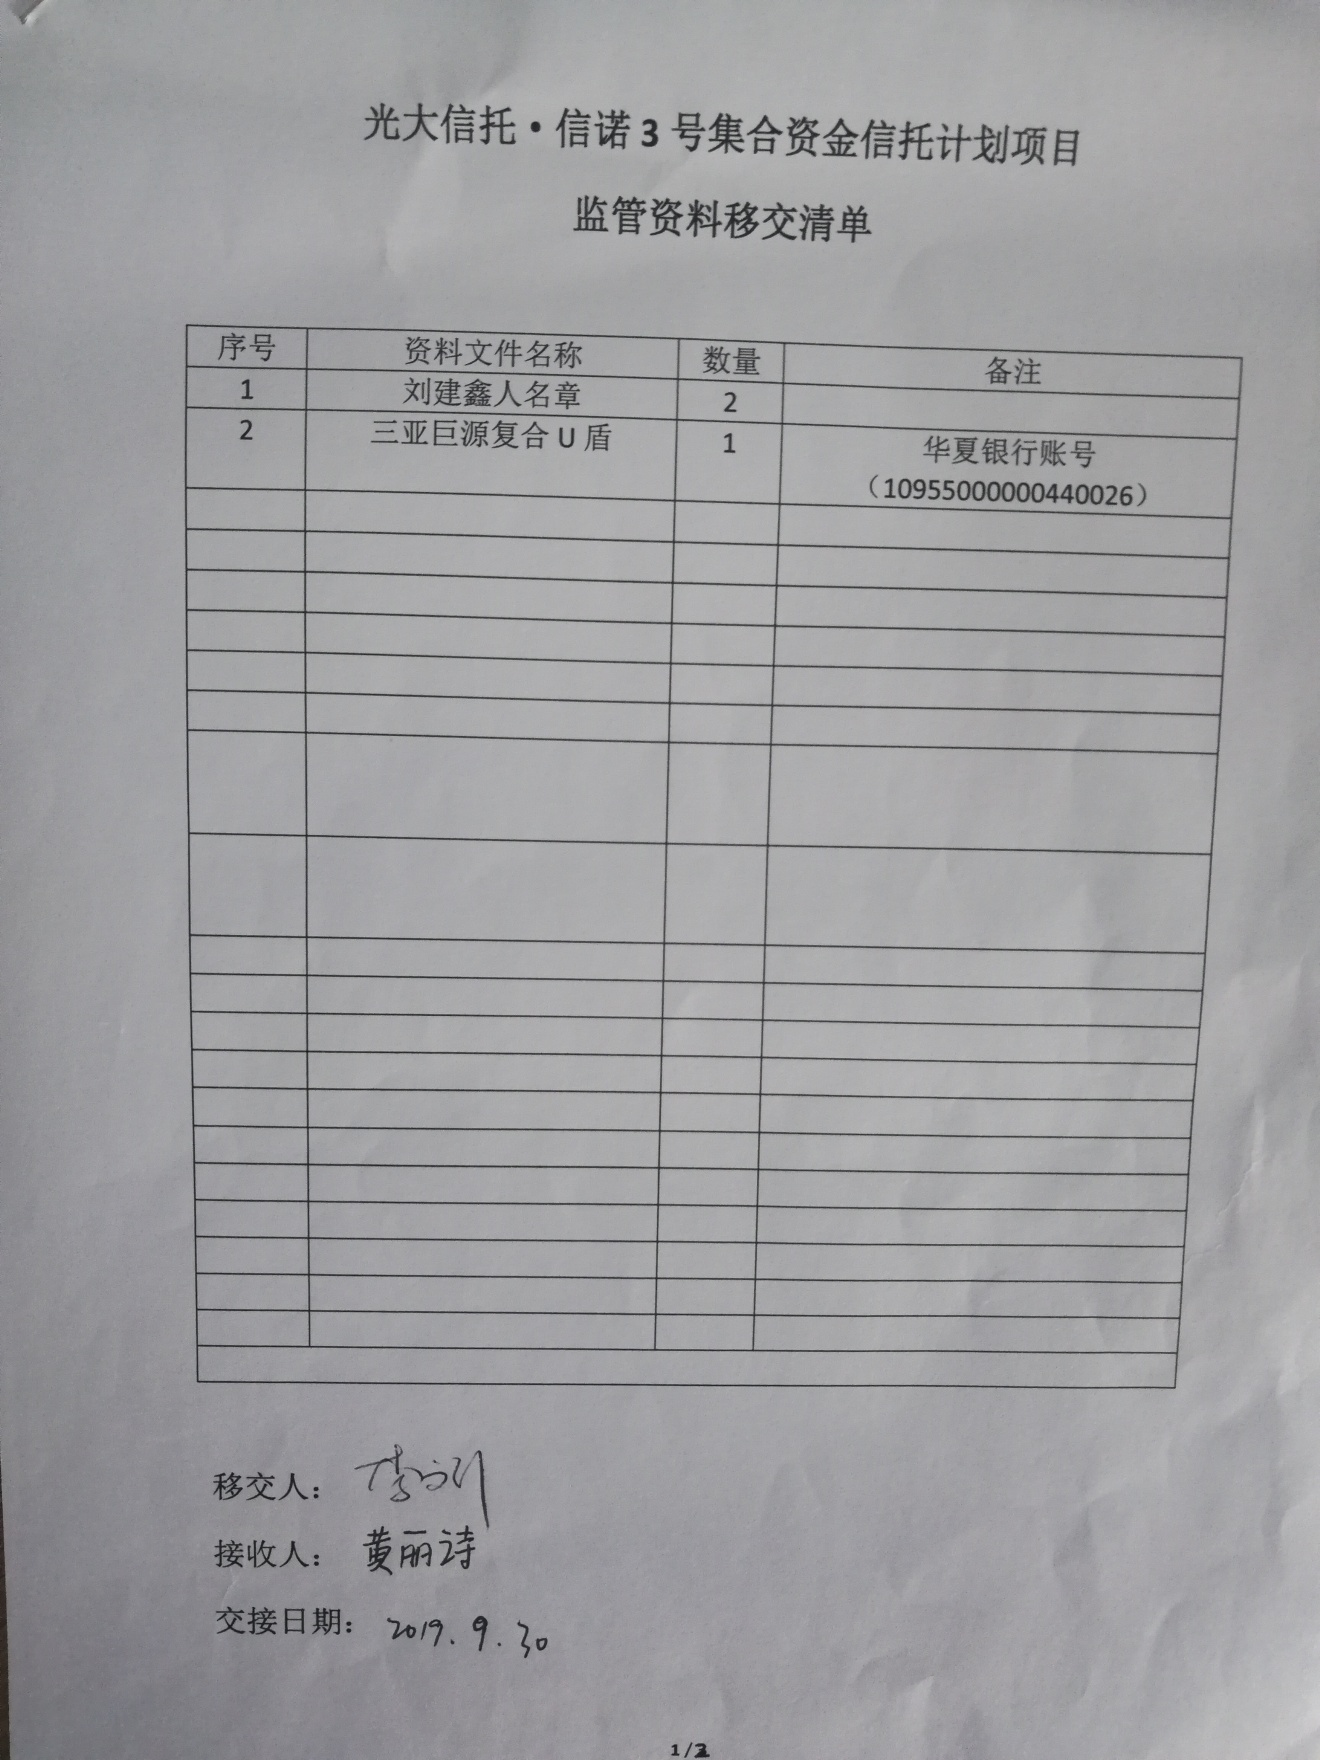 光大信托·信诺3号集合资金信托计划项目
监管资料移交清单
序号 资料文件名称 数量 备注
1 刘建鑫人名章 2
2 三亚巨源复合U盾 1 华夏银行账号
（10955000000440026）
移交人： 李
接收人： 黄丽诗
交接日期： 2019.9.30
1/